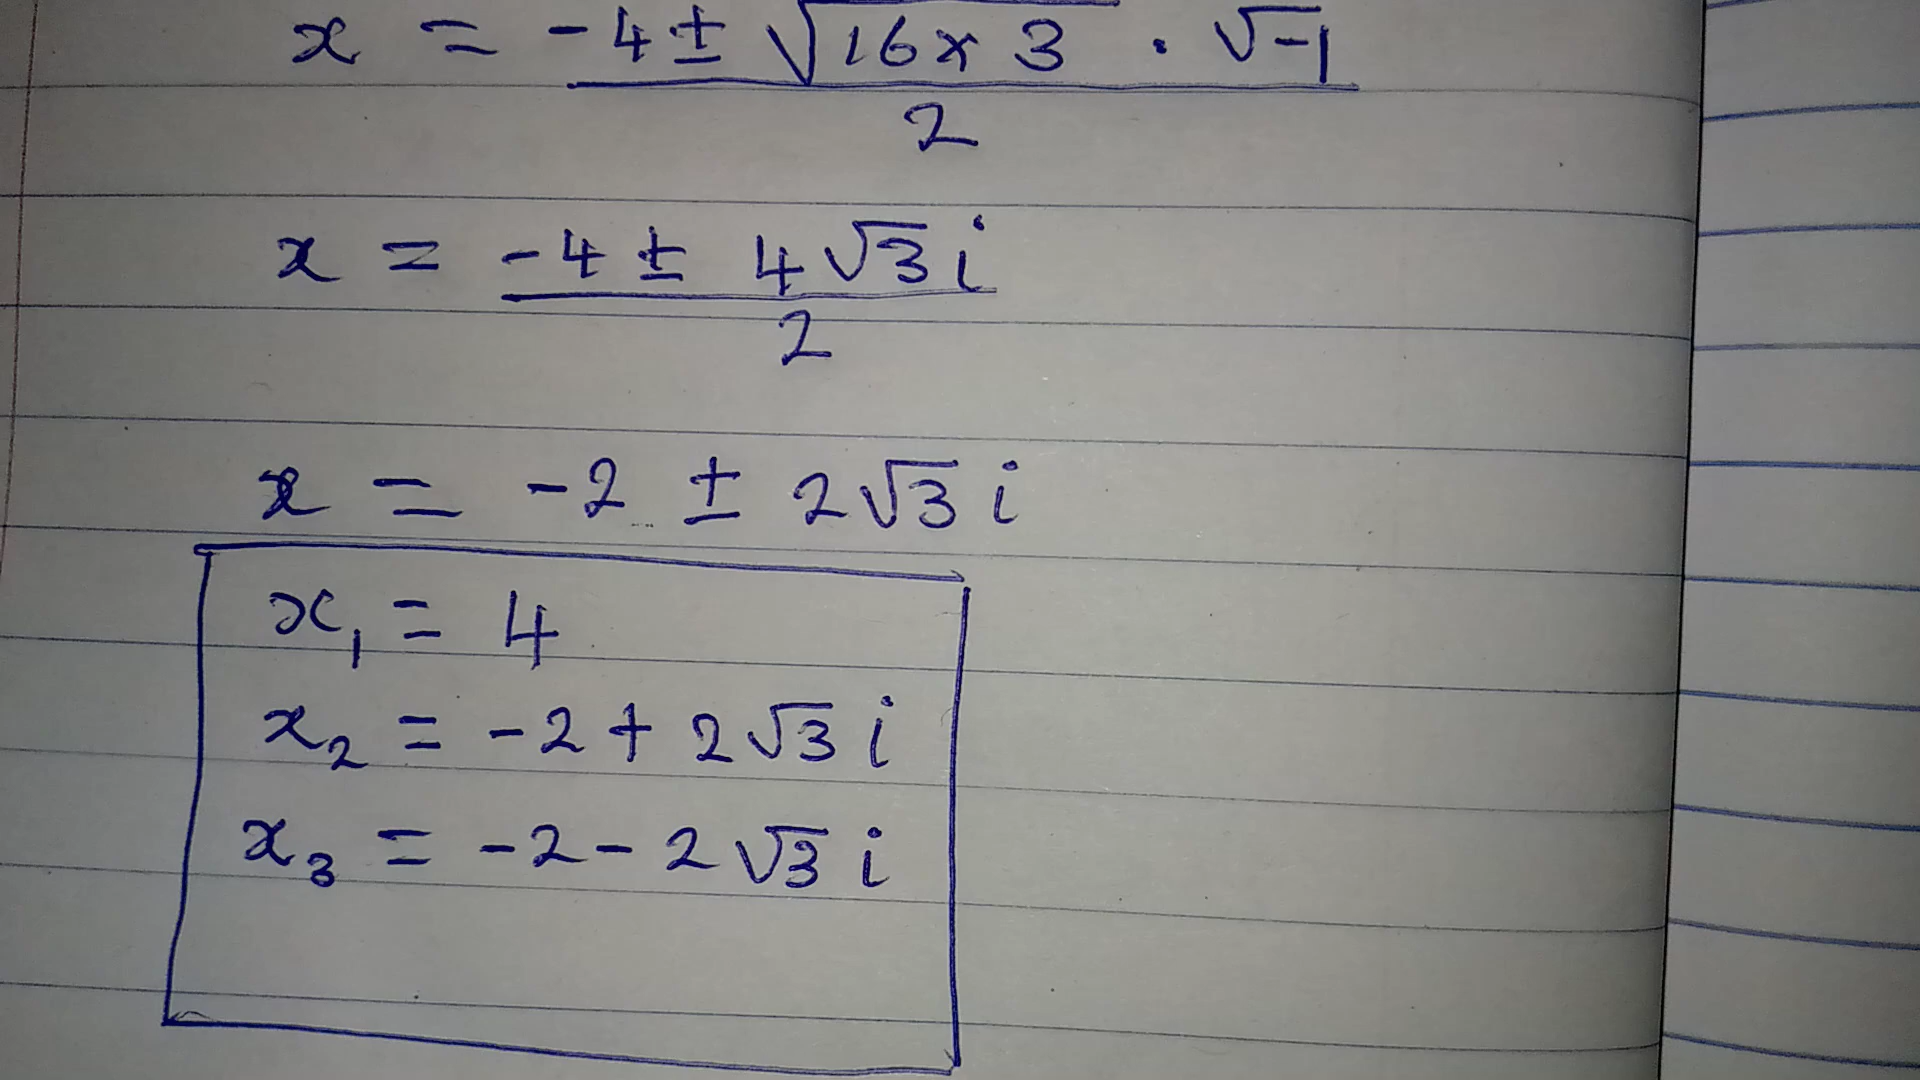 x = -4 ± √16 × 3 · √-1
2
x = -4 ± 4√3 i
2
x = -2 ± 2√3 i
x₁ = 4
x₂ = -2 + 2√3 i
x₃ = -2 - 2√3 i